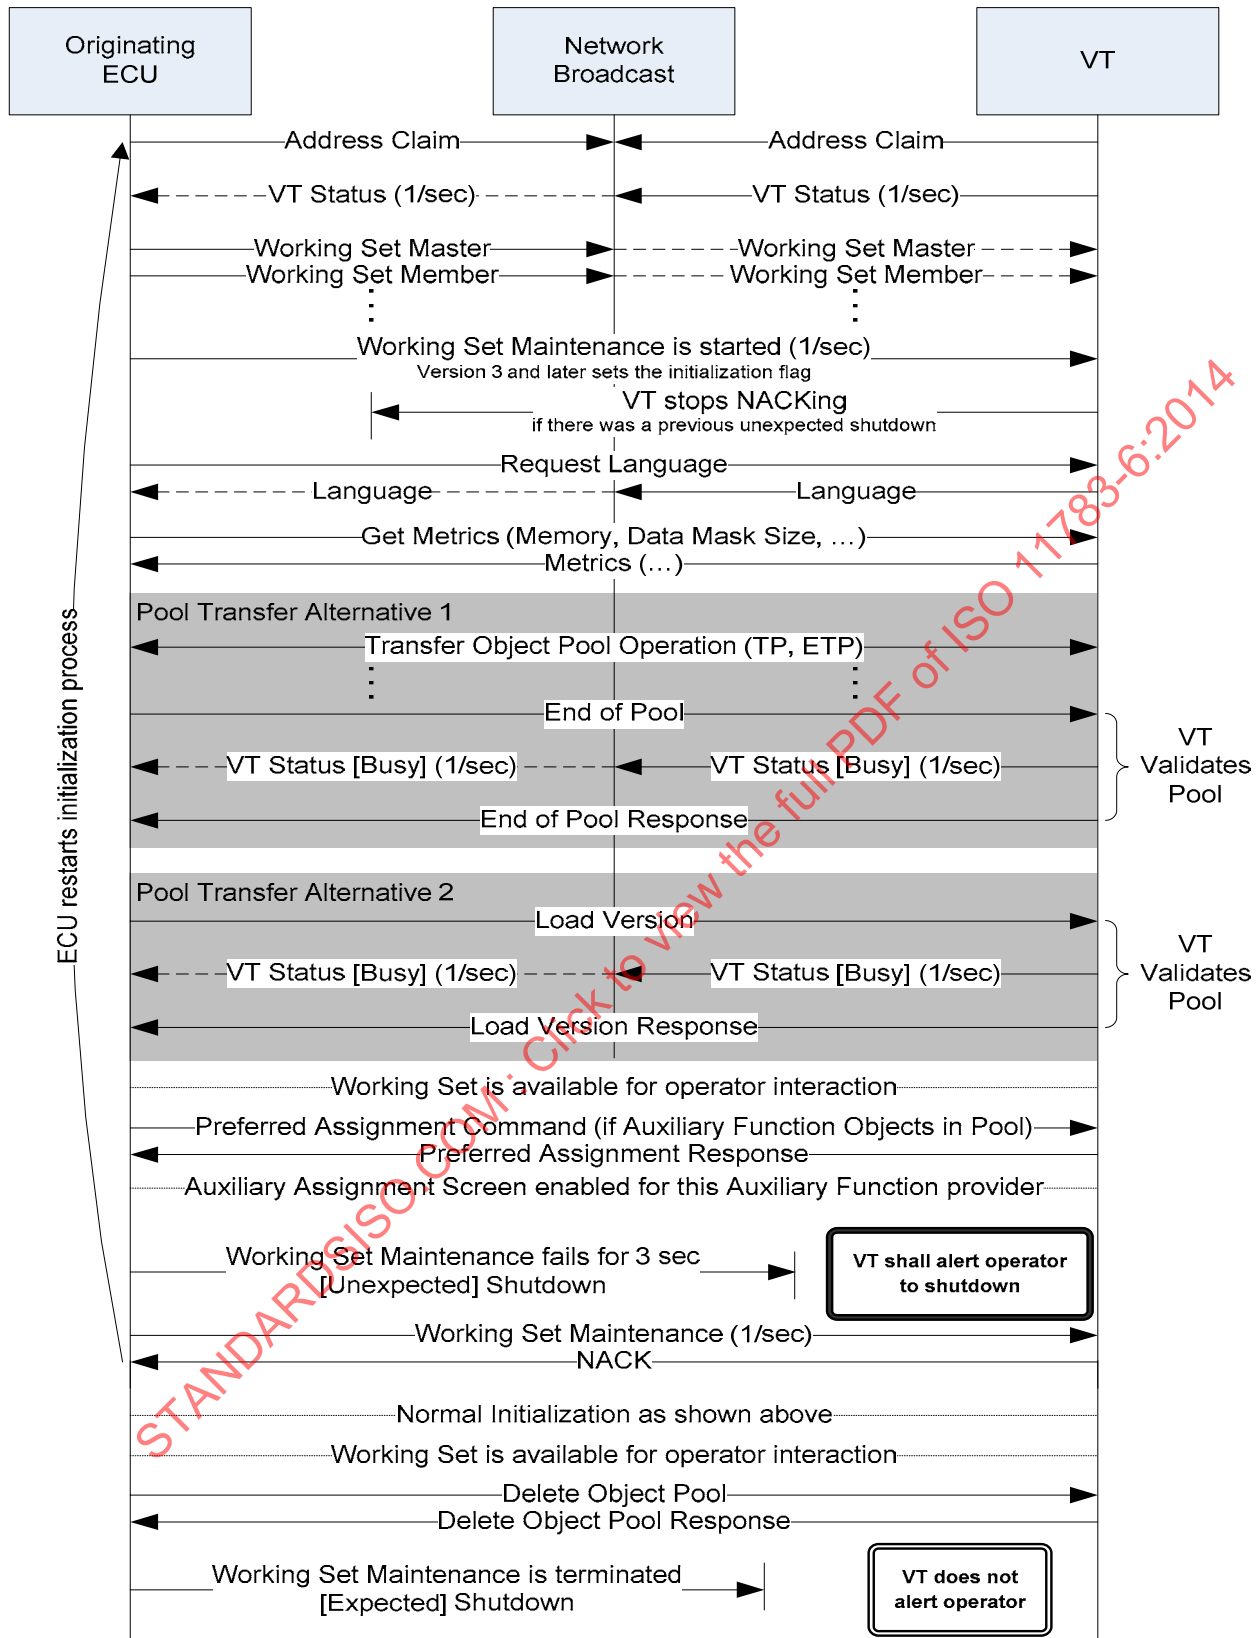 Originating
ECU
Network
Broadcast
VT
Address Claim
Address Claim
VT Status (1/sec)
VT Status (1/sec)
Working Set Master
Working Set Master
Working Set Member
Working Set Member
Working Set Maintenance is started (1/sec)
Version 3 and later sets the initialization flag
VT stops NACKing
if there was a previous unexpected shutdown
Request Language
Language
Language
Get Metrics (Memory, Data Mask Size, …)
Metrics (…)
Pool Transfer Alternative 1
Transfer Object Pool Operation (TP, ETP)
End of Pool
VT Status [Busy] (1/sec)
VT Status [Busy] (1/sec)
End of Pool Response
VT
Validates
Pool
Pool Transfer Alternative 2
Load Version
VT Status [Busy] (1/sec)
VT Status [Busy] (1/sec)
Load Version Response
VT
Validates
Pool
Working Set is available for operator interaction
Preferred Assignment Command (if Auxiliary Function Objects in Pool)
Preferred Assignment Response
Auxiliary Assignment Screen enabled for this Auxiliary Function provider
Working Set Maintenance fails for 3 sec
[Unexpected] Shutdown
VT shall alert operator
to shutdown
Working Set Maintenance (1/sec)
NACK
Normal Initialization as shown above
Working Set is available for operator interaction
Delete Object Pool
Delete Object Pool Response
Working Set Maintenance is terminated
[Expected] Shutdown
VT does not
alert operator
ECU restarts initialization process
STANDARDSISO.COM : Click to view the full PDF of ISO 11783-6:2014